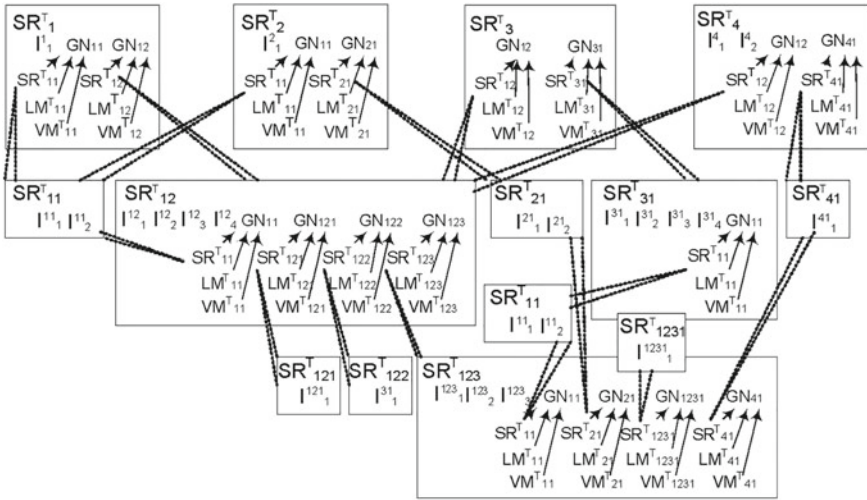 SRᵀ₁
I¹₁ GN₁₁ GN₁₂
SRᵀ₁₁ SRᵀ₁₂
LMᵀ₁₁ LMᵀ₁₂
VMᵀ₁₁ VMᵀ₁₂
SRᵀ₂
I²₁ GN₁₁ GN₂₁
SRᵀ₁₁ SRᵀ₂₁
LMᵀ₁₁ LMᵀ₂₁
VMᵀ₁₁ VMᵀ₂₁
SRᵀ₃
GN₁₂ GN₃₁
SRᵀ₁₂ SRᵀ₃₁
LMᵀ₁₂ LMᵀ₃₁
VMᵀ₁₂ VMᵀ₃₁
SRᵀ₄
I⁴₁ I⁴₂ GN₁₂ GN₄₁
SRᵀ₁₂ SRᵀ₄₁
LMᵀ₁₂ LMᵀ₄₁
VMᵀ₁₂ VMᵀ₄₁
SRᵀ₁₁
I¹¹₁ I¹¹₂
SRᵀ₁₂
I¹²₁ I¹²₂ I¹²₃ I¹²₄ GN₁₁ GN₁₂₁ GN₁₂₂ GN₁₂₃
SRᵀ₁₁ SRᵀ₁₂₁ SRᵀ₁₂₂ SRᵀ₁₂₃
LMᵀ₁₁ LMᵀ₁₂₁ LMᵀ₁₂₂ LMᵀ₁₂₃
VMᵀ₁₁ VMᵀ₁₂₁ VMᵀ₁₂₂ VMᵀ₁₂₃
SRᵀ₂₁
I²¹₁ I²¹₂
SRᵀ₃₁
I³¹₁ I³¹₂ I³¹₃ I³¹₄ GN₁₁
SRᵀ₁₁
LMᵀ₁₁
VMᵀ₁₁
SRᵀ₄₁
I⁴¹₁
SRᵀ₁₁
I¹¹₁ I¹¹₂
SRᵀ₁₂₃₁
I¹²³¹₁
SRᵀ₁₂₁
I¹²¹₁
SRᵀ₁₂₂
I³¹₁
SRᵀ₁₂₃
I¹²³₁ I¹²³₂ I¹²³₃ GN₁₁ GN₂₁ GN₁₂₃₁ GN₄₁
SRᵀ₁₁ SRᵀ₂₁ SRᵀ₁₂₃₁ SRᵀ₄₁
LMᵀ₁₁ LMᵀ₂₁ LMᵀ₁₂₃₁ LMᵀ₄₁
VMᵀ₁₁ VMᵀ₂₁ VMᵀ₁₂₃₁ VMᵀ₄₁